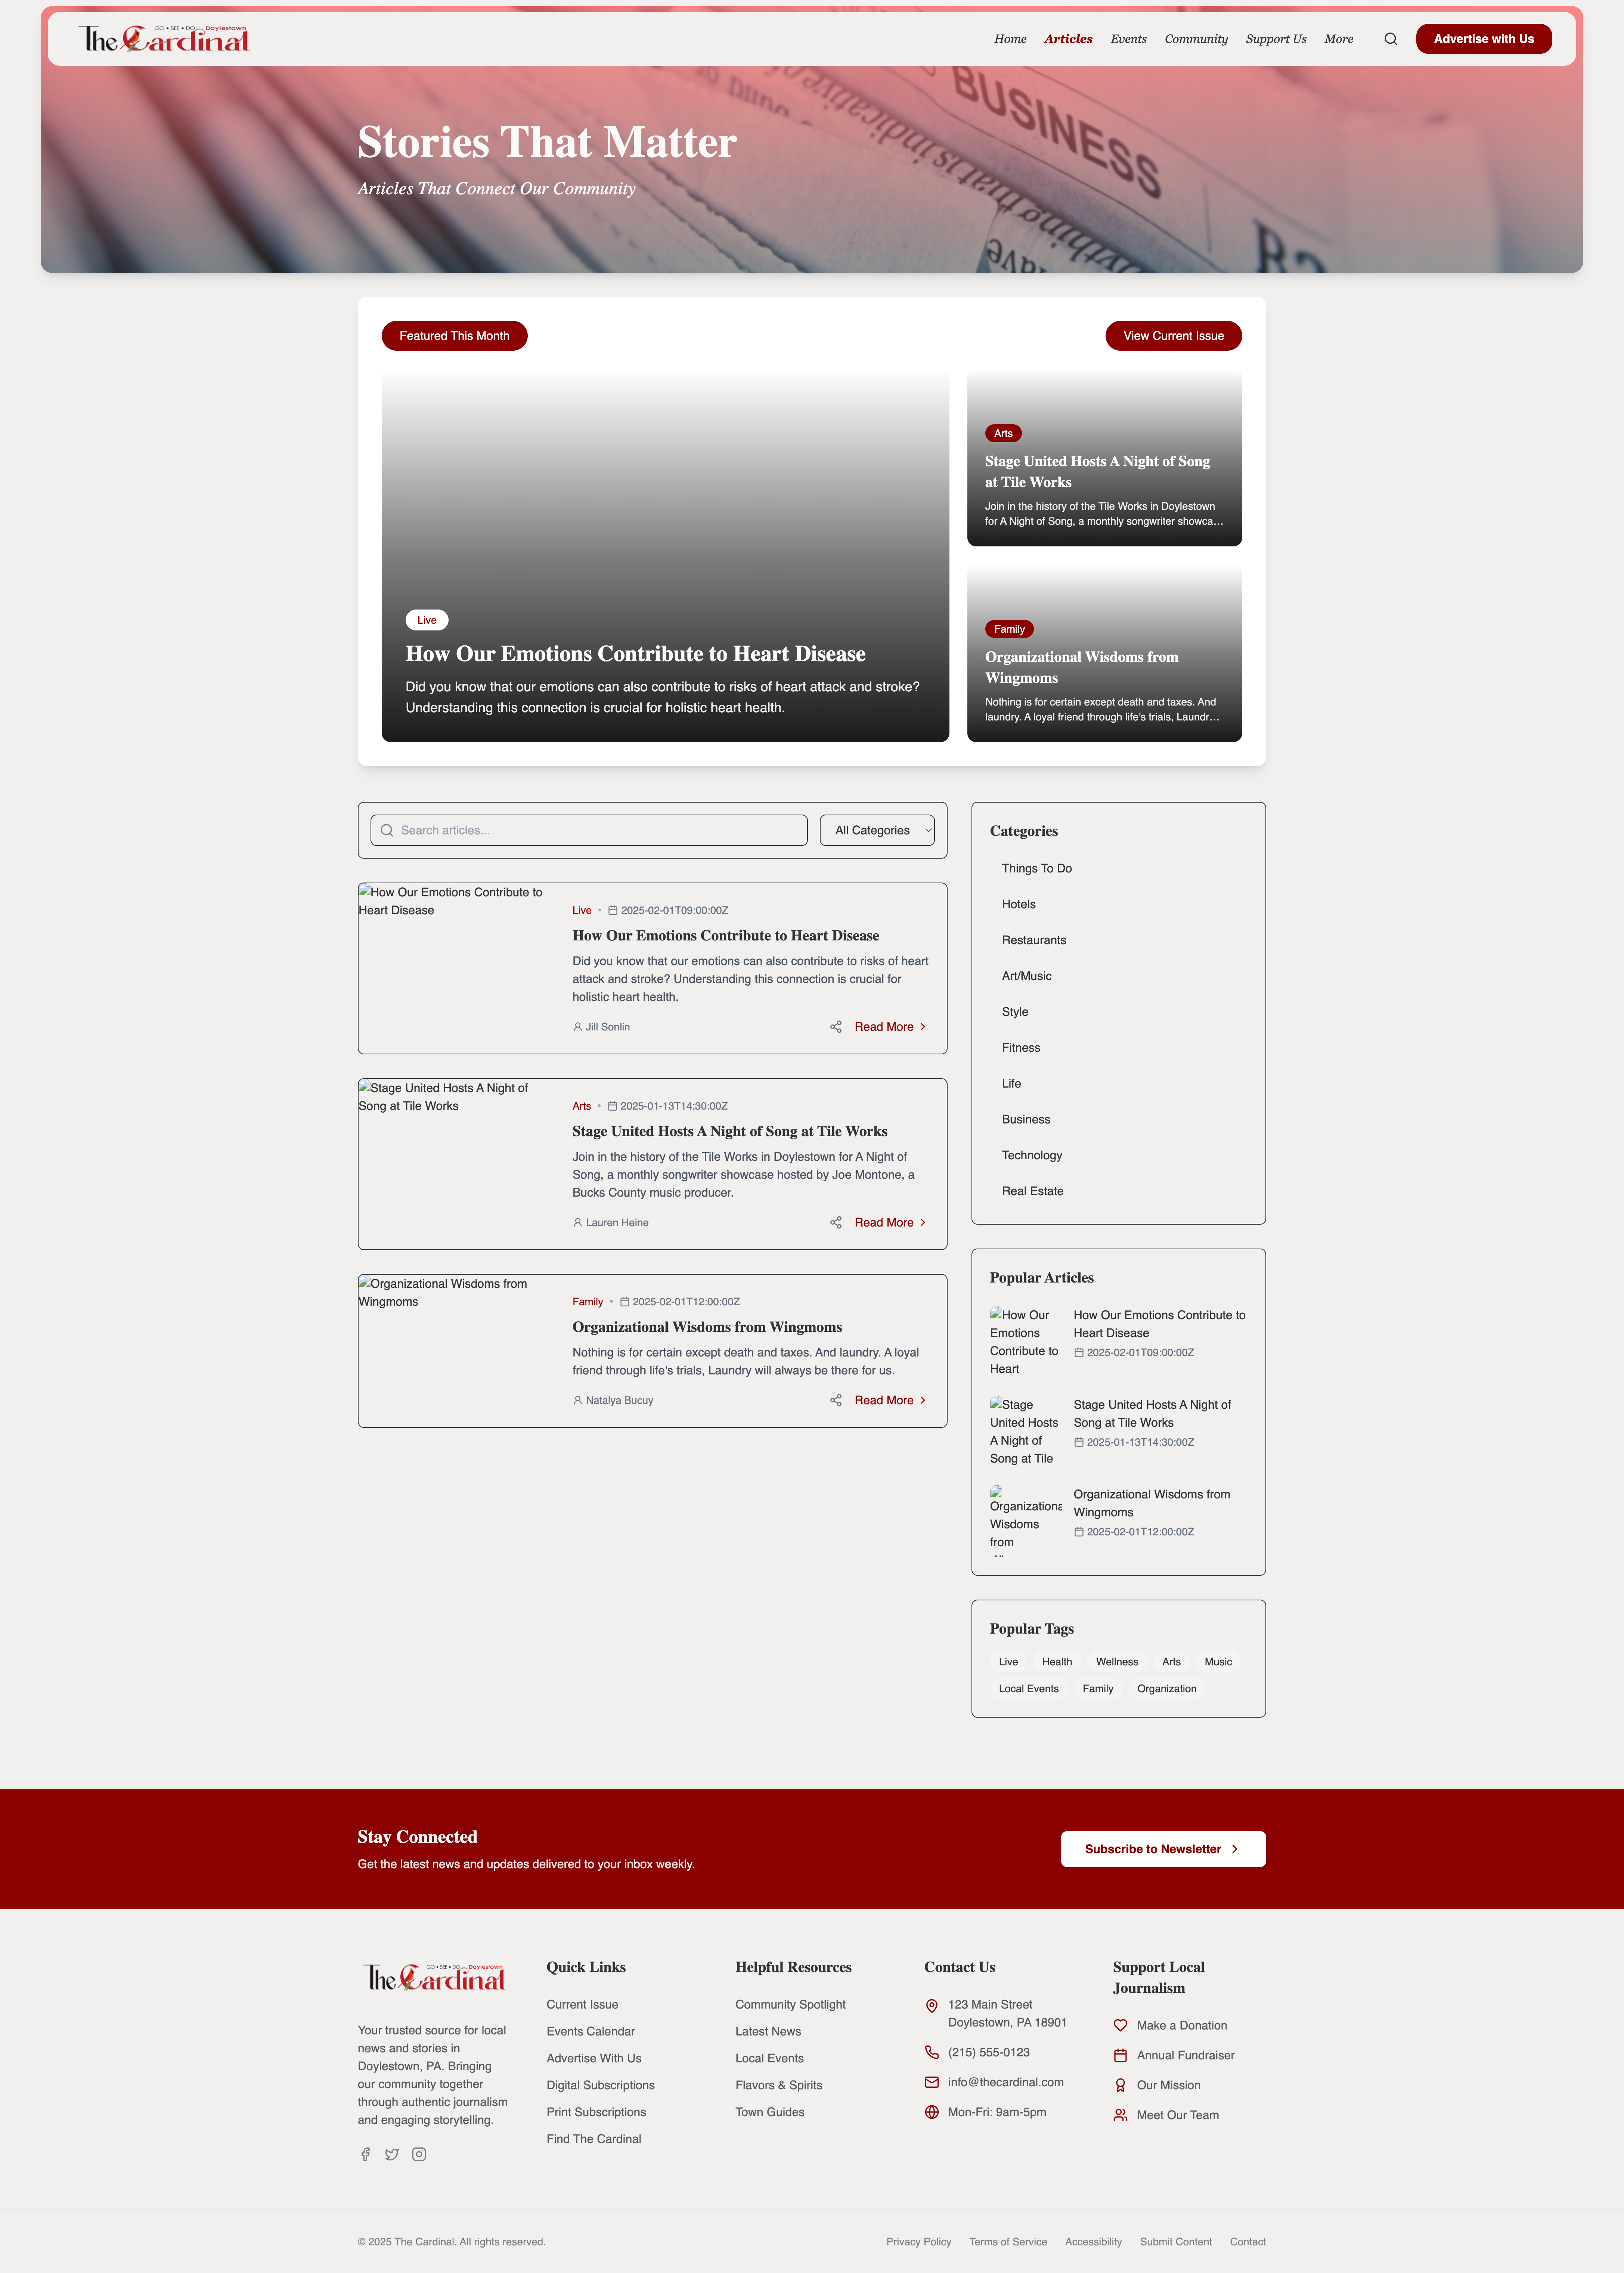 GO • SEE • DO Doylestown
The Cardinal
Home Articles Events Community Support Us More
Advertise with Us
BUSINESS
Stories That Matter
Articles That Connect Our Community
Featured This Month
View Current Issue
Arts
Stage United Hosts A Night of Song
at Tile Works
Join in the history of the Tile Works in Doylestown
for A Night of Song, a monthly songwriter showca…
Live
How Our Emotions Contribute to Heart Disease
Did you know that our emotions can also contribute to risks of heart attack and stroke?
Understanding this connection is crucial for holistic heart health.
Family
Organizational Wisdoms from
Wingmoms
Nothing is for certain except death and taxes. And
laundry. A loyal friend through life's trials, Laundr…
Search articles...
All Categories
How Our Emotions Contribute to
Heart Disease
Live • 2025-02-01T09:00:00Z
How Our Emotions Contribute to Heart Disease
Did you know that our emotions can also contribute to risks of heart
attack and stroke? Understanding this connection is crucial for
holistic heart health.
Jill Sonlin
Read More
Stage United Hosts A Night of
Song at Tile Works
Arts • 2025-01-13T14:30:00Z
Stage United Hosts A Night of Song at Tile Works
Join in the history of the Tile Works in Doylestown for A Night of
Song, a monthly songwriter showcase hosted by Joe Montone, a
Bucks County music producer.
Lauren Heine
Read More
Organizational Wisdoms from
Wingmoms
Family • 2025-02-01T12:00:00Z
Organizational Wisdoms from Wingmoms
Nothing is for certain except death and taxes. And laundry. A loyal
friend through life's trials, Laundry will always be there for us.
Natalya Bucuy
Read More
Categories
Things To Do
Hotels
Restaurants
Art/Music
Style
Fitness
Life
Business
Technology
Real Estate
Popular Articles
How Our
Emotions
Contribute to
Heart
How Our Emotions Contribute to
Heart Disease
2025-02-01T09:00:00Z
Stage
United Hosts
A Night of
Song at Tile
Stage United Hosts A Night of
Song at Tile Works
2025-01-13T14:30:00Z
Organizationa
Wisdoms
from
Organizational Wisdoms from
Wingmoms
2025-02-01T12:00:00Z
Popular Tags
Live Health Wellness Arts Music
Local Events Family Organization
Stay Connected
Get the latest news and updates delivered to your inbox weekly.
Subscribe to Newsletter
GO • SEE • DO Doylestown
The Cardinal
Your trusted source for local
news and stories in
Doylestown, PA. Bringing
our community together
through authentic journalism
and engaging storytelling.
Quick Links
Current Issue
Events Calendar
Advertise With Us
Digital Subscriptions
Print Subscriptions
Find The Cardinal
Helpful Resources
Community Spotlight
Latest News
Local Events
Flavors & Spirits
Town Guides
Contact Us
123 Main Street
Doylestown, PA 18901
(215) 555-0123
info@thecardinal.com
Mon-Fri: 9am-5pm
Support Local
Journalism
Make a Donation
Annual Fundraiser
Our Mission
Meet Our Team
© 2025 The Cardinal. All rights reserved.
Privacy Policy Terms of Service Accessibility Submit Content Contact